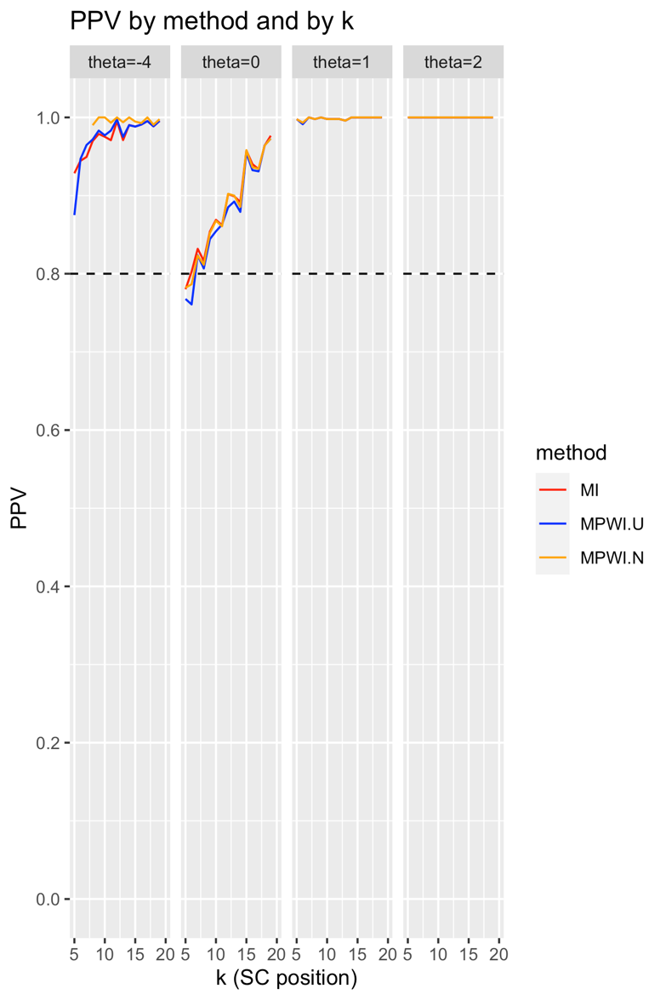 PPV by method and by k
theta=-4 theta=0 theta=1 theta=2
1.0
0.8
0.6
0.4
0.2
0.0
PPV
5 10 15 20 5 10 15 20 5 10 15 20 5 10 15 20
k (SC position)
method
MI
MPWI.U
MPWI.N